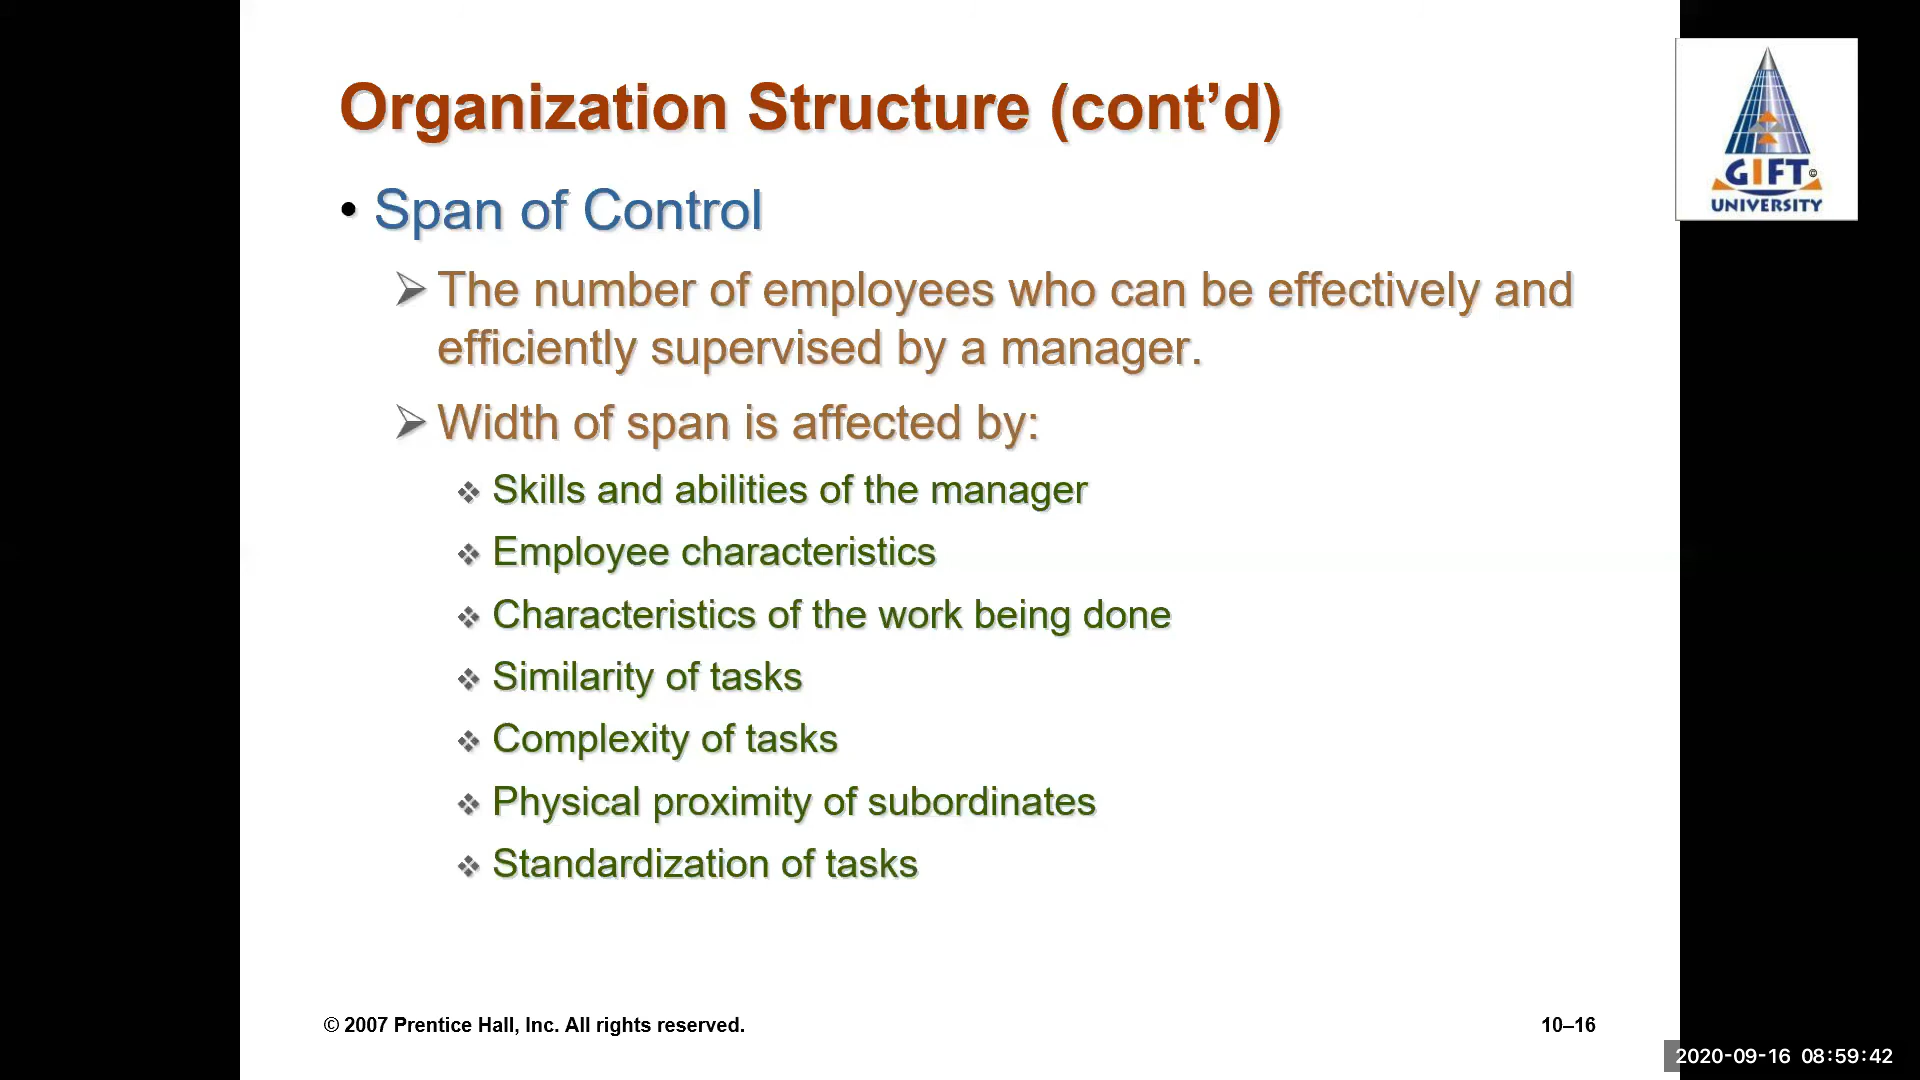 Organization Structure (cont’d)
• Span of Control
The number of employees who can be effectively and
efficiently supervised by a manager.
Width of span is affected by:
Skills and abilities of the manager
Employee characteristics
Characteristics of the work being done
Similarity of tasks
Complexity of tasks
Physical proximity of subordinates
Standardization of tasks
© 2007 Prentice Hall, Inc. All rights reserved.
10–16
GIFT©
UNIVERSITY
2020-09-16 08:59:42